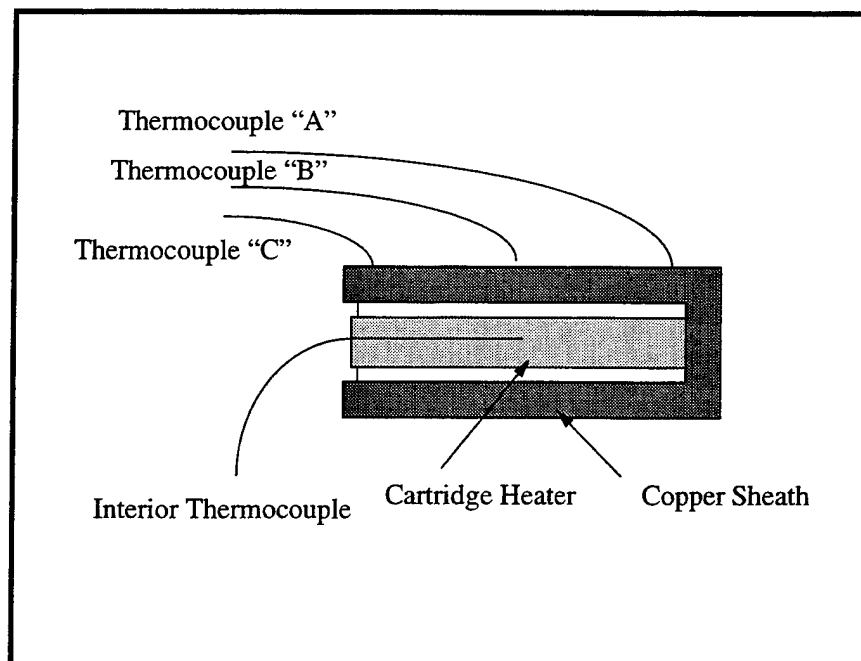 Thermocouple “A”
Thermocouple “B”
Thermocouple “C”
Interior Thermocouple
Cartridge Heater
Copper Sheath